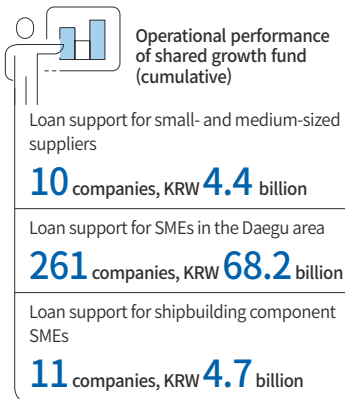 Operational performance
of shared growth fund
(cumulative)
Loan support for small- and medium-sized
suppliers
10 companies, KRW 4.4 billion
Loan support for SMEs in the Daegu area
261 companies, KRW 68.2 billion
Loan support for shipbuilding component
SMEs
11 companies, KRW 4.7 billion